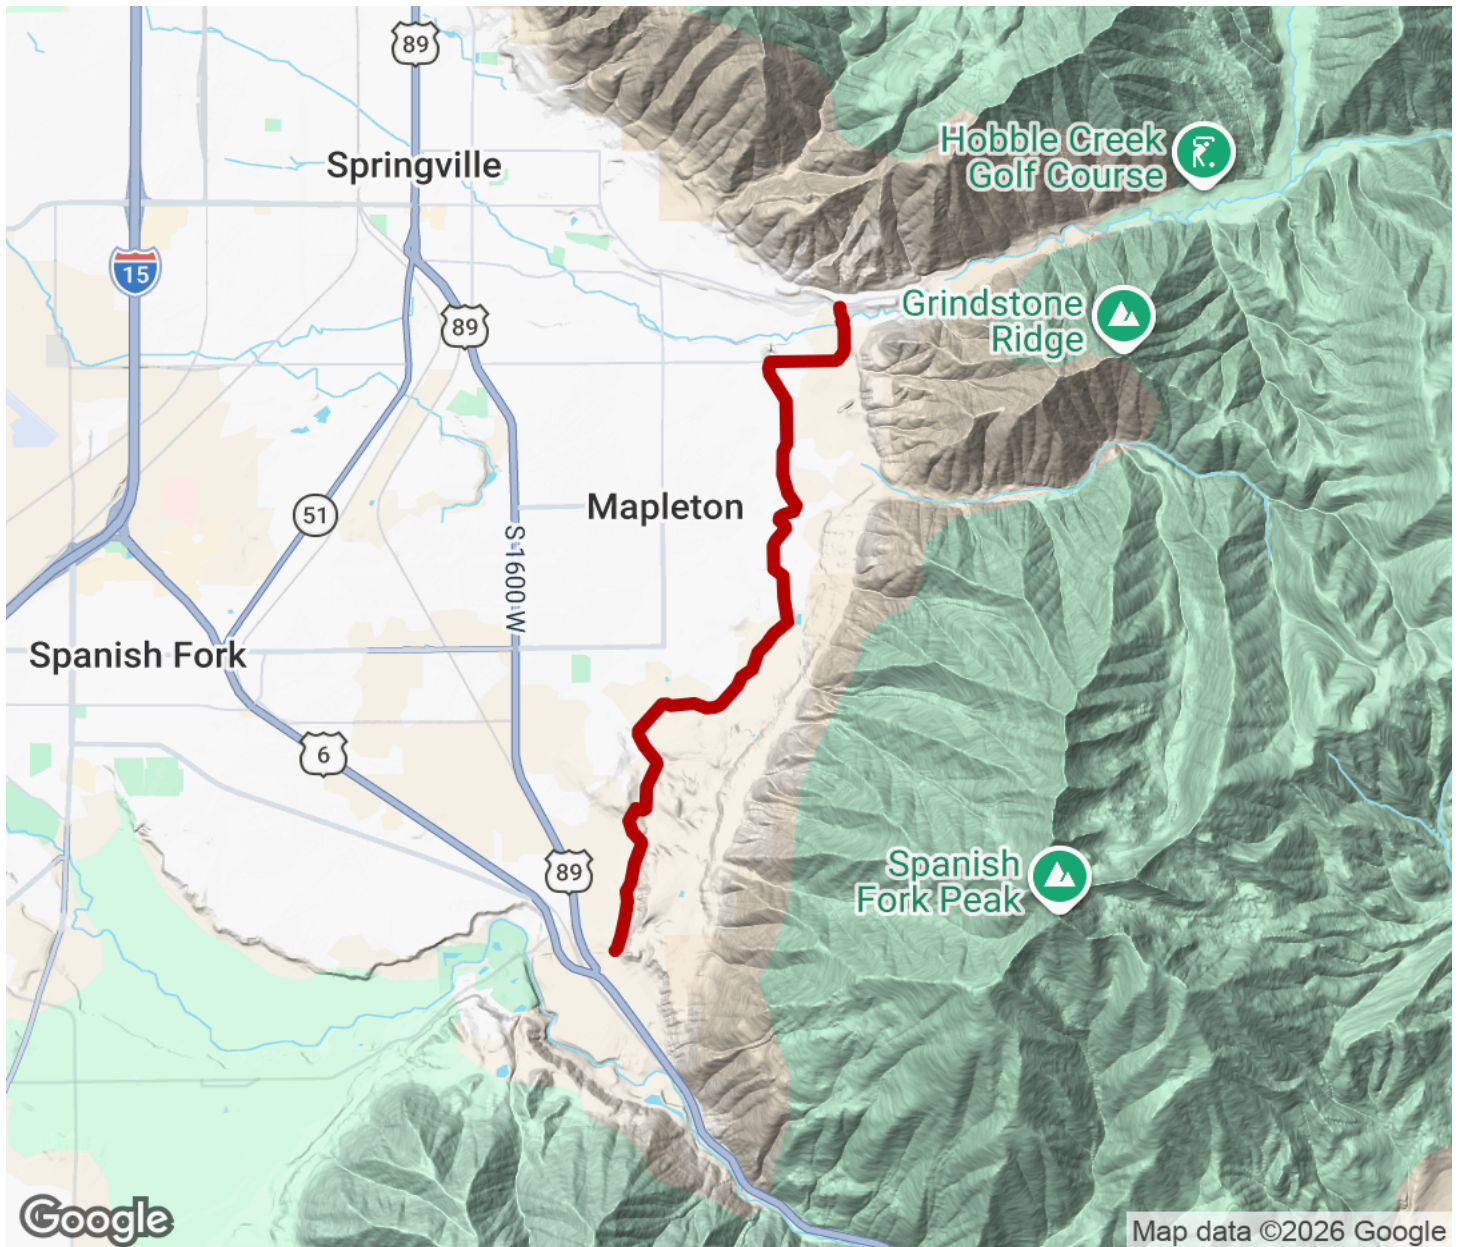 89
Springville
Hobble Creek
Golf Course
15
89
Grindstone
Ridge
51
Mapleton
S 1600 W
Spanish Fork
6
89
Spanish
Fork Peak
Google
Map data ©2026 Google